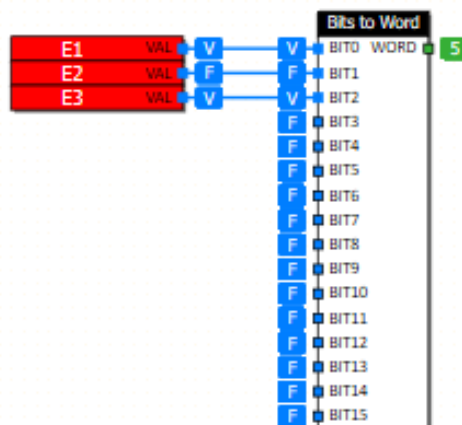 Bits to Word
E1 VAL V V BIT0 WORD 5
E2 VAL F F BIT1
E3 VAL V V BIT2
F BIT3
F BIT4
F BIT5
F BIT6
F BIT7
F BIT8
F BIT9
F BIT10
F BIT11
F BIT12
F BIT13
F BIT14
F BIT15